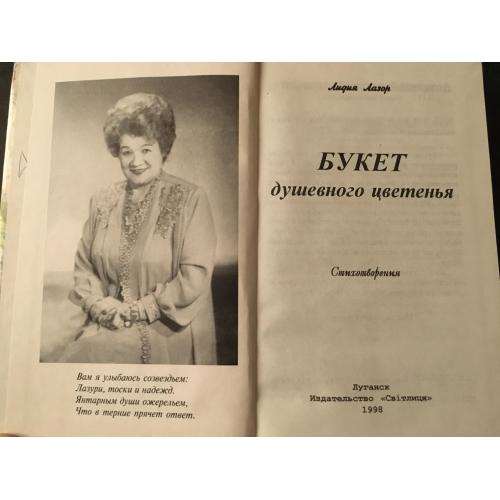 Вам я улыбаюсь созвездьем:
Лазури, тоски и надежд.
Янтарным души ожерельем,
Что в терние прячет ответ.
Лидия Лазор
БУКЕТ
душевного цветенья
Стихотворения
Луганск
Издательство «Світлиця»
1998